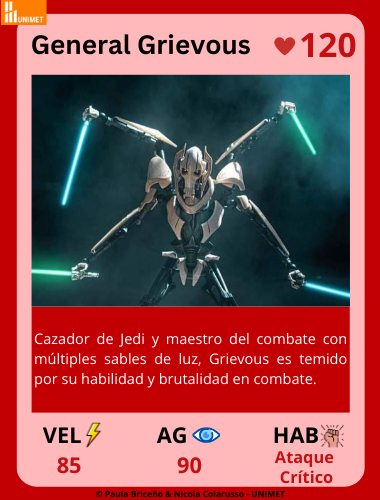 UNIMET
General Grievous
120
Cazador de Jedi y maestro del combate con
múltiples sables de luz, Grievous es temido
por su habilidad y brutalidad en combate.
VEL AG HAB
85 90 Ataque
Crítico
© Paula Briceño & Nicola Colarusso - UNIMET